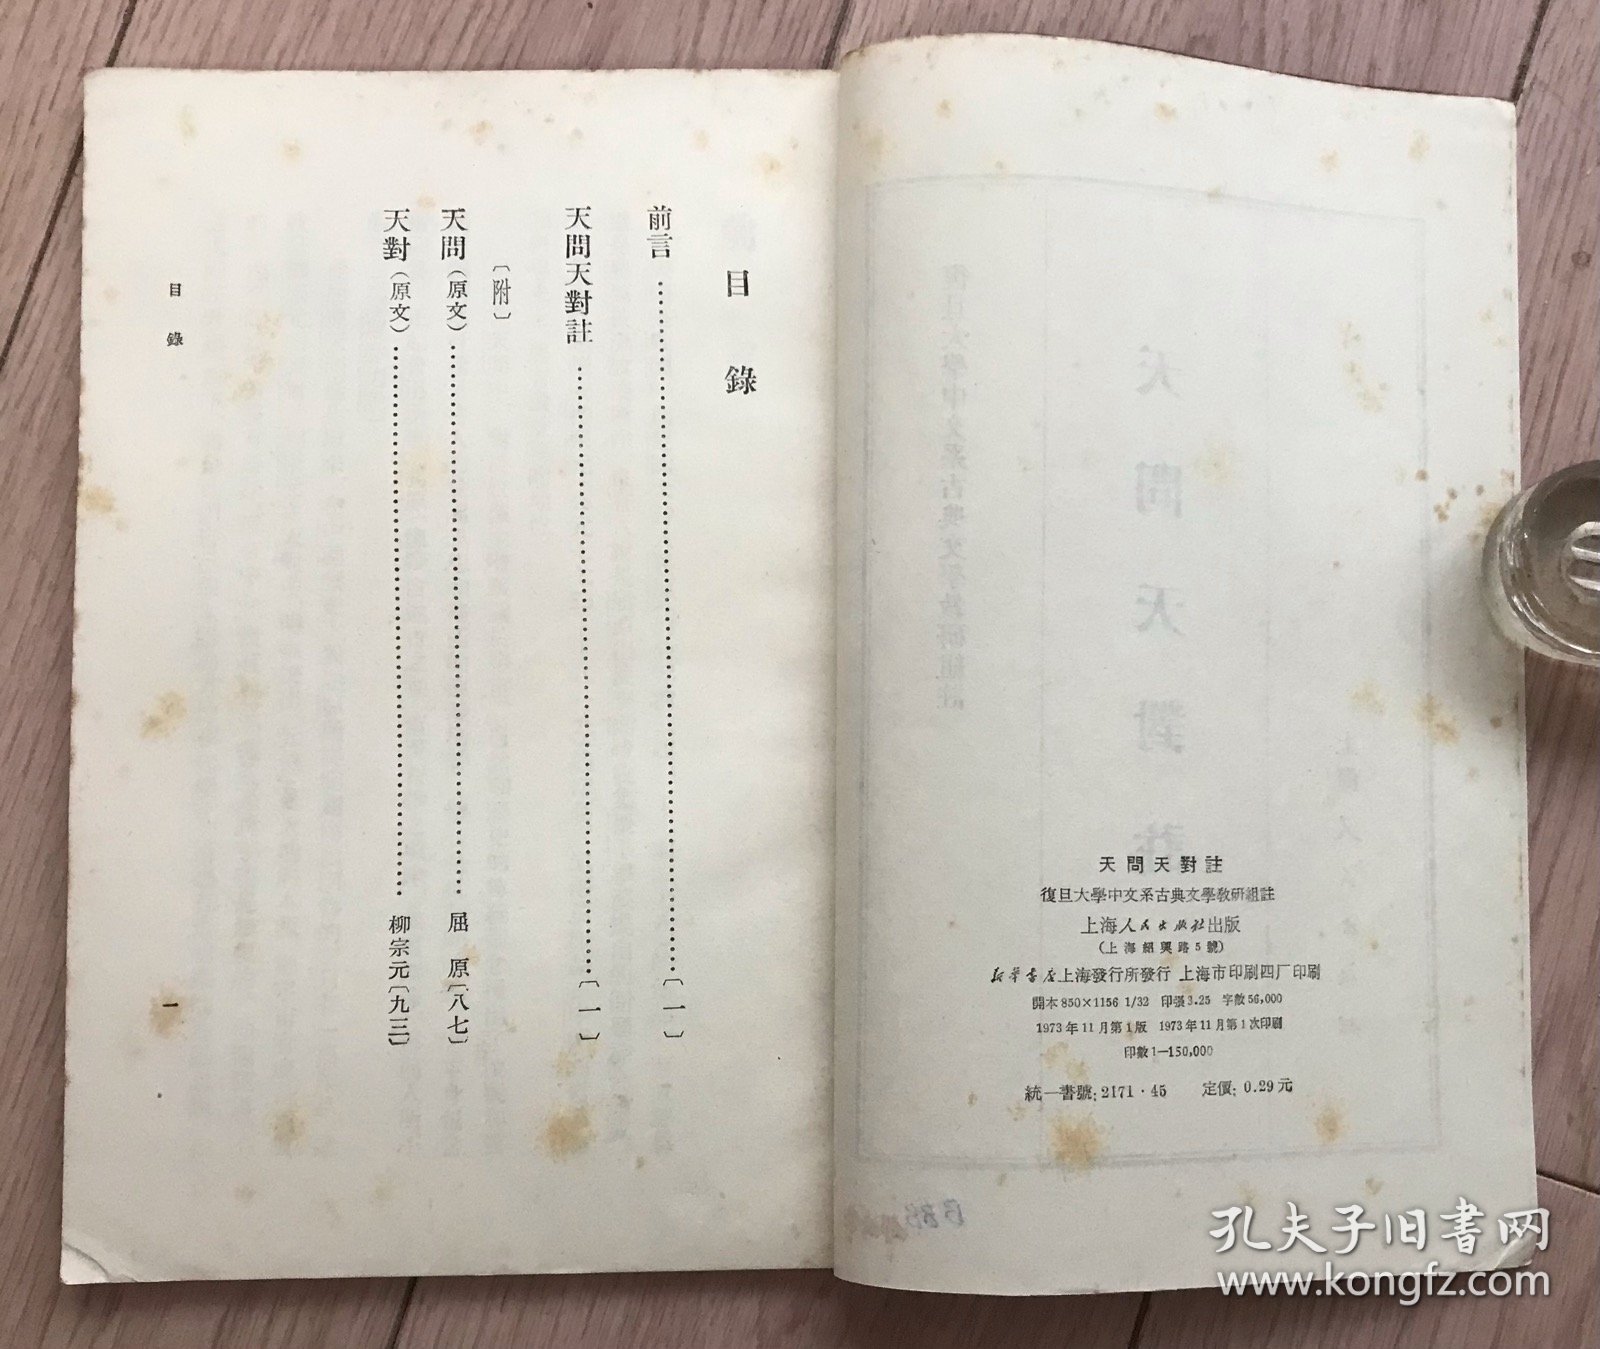 目錄
前言……〔一〕
天問天對註……〔一〕
〔附〕
天問（原文）……屈原〔八七〕
天對（原文）……柳宗元〔九三〕
目錄
一
天問天對註
復旦大學中文系古典文學教研組註
上海人民出版社出版
（上海紹興路5號）
新华書店上海發行所發行 上海市印刷四厂印刷
開本850×1156 1/32 印張3.25 字數56,000
1973年11月第1版 1973年11月第1次印刷
印數1—150,000
統一書號：2171·45 定價：0.29元
孔夫子旧書网
www.kongfz.com